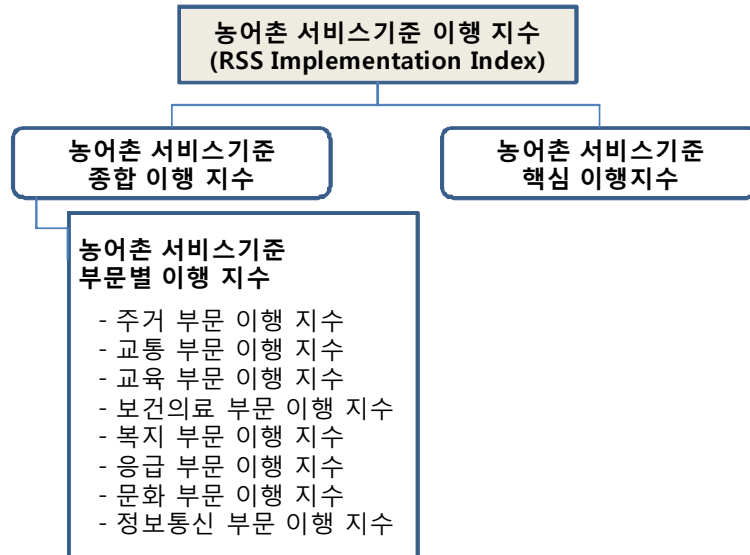 농어촌 서비스기준 이행 지수
(RSS Implementation Index)
농어촌 서비스기준
종합 이행 지수
농어촌 서비스기준
핵심 이행지수
농어촌 서비스기준
부문별 이행 지수
- 주거 부문 이행 지수
- 교통 부문 이행 지수
- 교육 부문 이행 지수
- 보건의료 부문 이행 지수
- 복지 부문 이행 지수
- 응급 부문 이행 지수
- 문화 부문 이행 지수
- 정보통신 부문 이행 지수